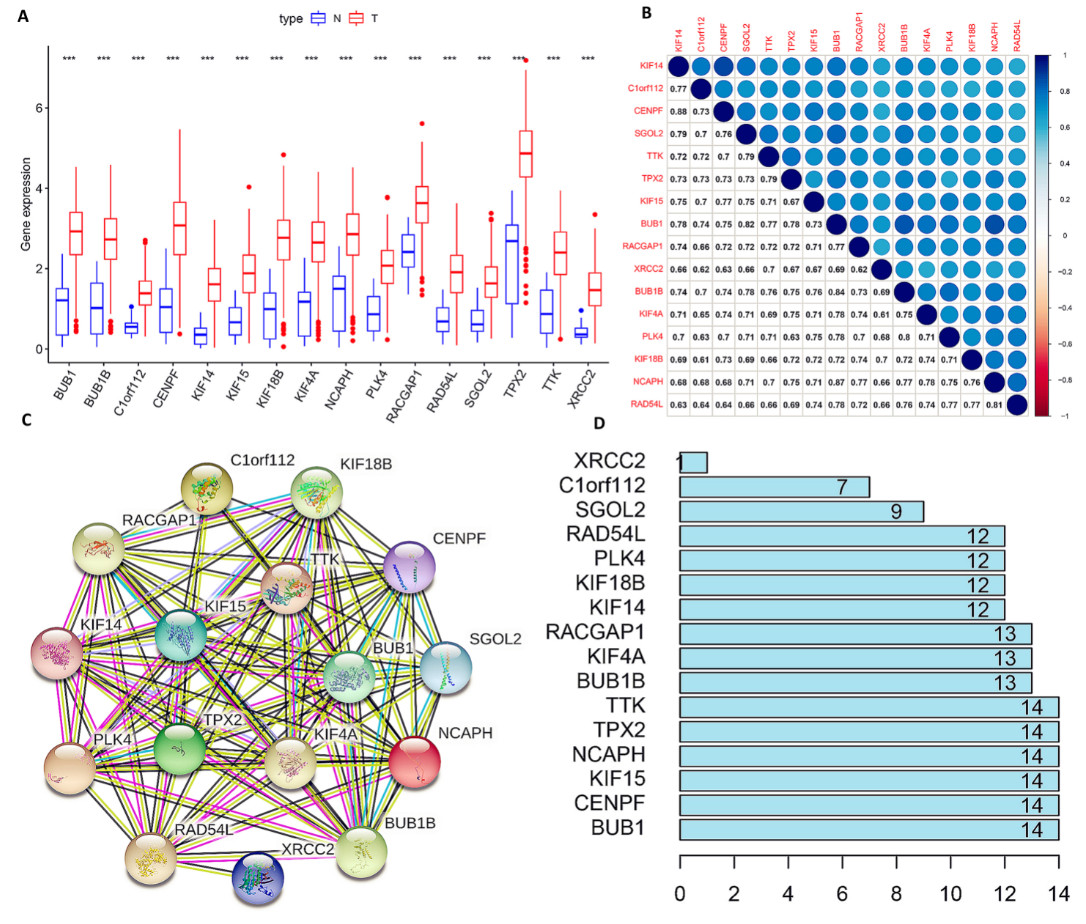 A
type N T
*** *** *** *** *** *** *** *** *** *** *** *** *** *** *** ***
Gene expression
6
4
2
0
BUB1 BUB1B C1orf112 CENPF KIF14 KIF15 KIF18B KIF4A NCAPH PLK4 RACGAP1 RAD54L SGOL2 TPX2 TTK XRCC2
B
KIF14 C1orf112 CENPF SGOL2 TTK TPX2 KIF15 BUB1 RACGAP1 XRCC2 BUB1B KIF4A PLK4 KIF18B NCAPH RAD54L
KIF14
C1orf112 0.77
CENPF 0.88 0.73
SGOL2 0.79 0.7 0.76
TTK 0.72 0.72 0.7 0.79
TPX2 0.73 0.73 0.73 0.73 0.79
KIF15 0.75 0.7 0.77 0.75 0.71 0.67
BUB1 0.78 0.74 0.75 0.82 0.77 0.78 0.73
RACGAP1 0.74 0.66 0.72 0.72 0.72 0.72 0.71 0.77
XRCC2 0.66 0.62 0.63 0.66 0.7 0.67 0.67 0.69 0.62
BUB1B 0.74 0.7 0.74 0.78 0.76 0.75 0.76 0.84 0.73 0.69
KIF4A 0.71 0.65 0.74 0.71 0.69 0.75 0.71 0.78 0.74 0.61 0.75
PLK4 0.7 0.63 0.7 0.71 0.71 0.63 0.75 0.78 0.7 0.68 0.8 0.71
KIF18B 0.69 0.61 0.73 0.69 0.66 0.72 0.72 0.72 0.74 0.7 0.72 0.74 0.71
NCAPH 0.68 0.68 0.68 0.71 0.7 0.75 0.71 0.87 0.77 0.66 0.77 0.78 0.75 0.76
RAD54L 0.63 0.64 0.64 0.66 0.66 0.69 0.74 0.78 0.72 0.66 0.76 0.74 0.77 0.77 0.81
1
0.8
0.6
0.4
0.2
0
-0.2
-0.4
-0.6
-0.8
-1
C
C1orf112
KIF18B
RACGAP1
CENPF
TTK
KIF15
KIF14
SGOL2
BUB1
TPX2
KIF4A
NCAPH
PLK4
BUB1B
RAD54L
XRCC2
D
XRCC2 1
C1orf112 7
SGOL2 9
RAD54L 12
PLK4 12
KIF18B 12
KIF14 12
RACGAP1 13
KIF4A 13
BUB1B 13
TTK 14
TPX2 14
NCAPH 14
KIF15 14
CENPF 14
BUB1 14
0 2 4 6 8 10 12 14